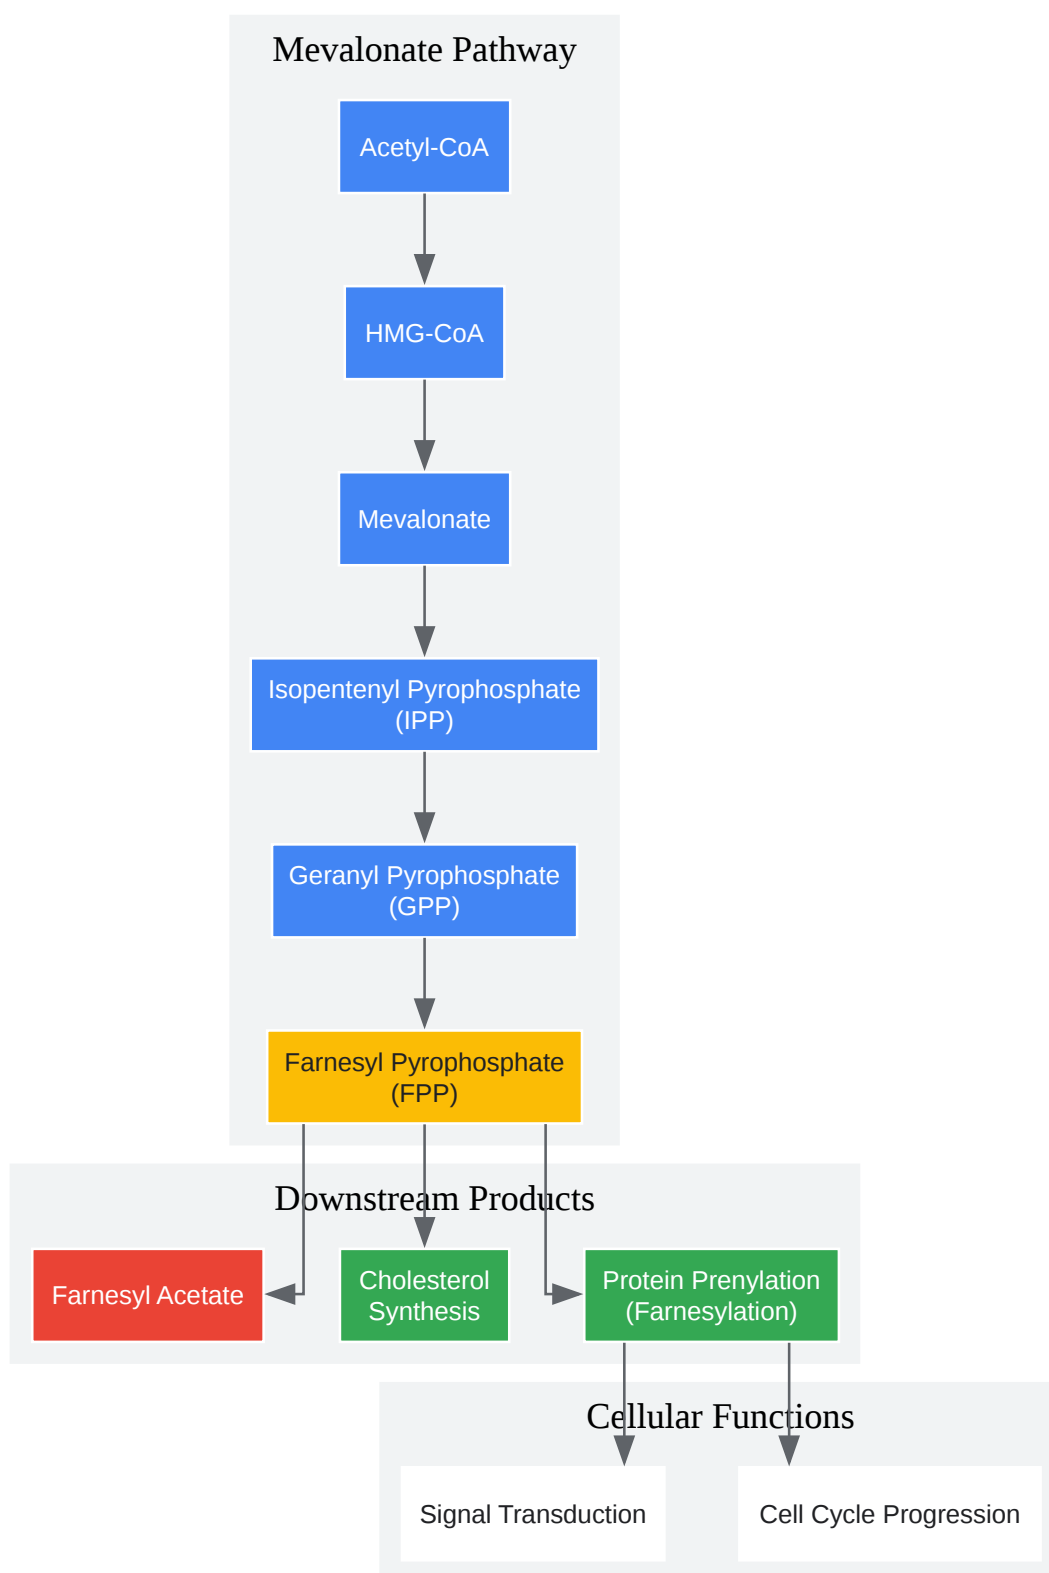 Mevalonate Pathway
Acetyl-CoA
HMG-CoA
Mevalonate
Isopentenyl Pyrophosphate
(IPP)
Geranyl Pyrophosphate
(GPP)
Farnesyl Pyrophosphate
(FPP)
Downstream Products
Farnesyl Acetate
Cholesterol
Synthesis
Protein Prenylation
(Farnesylation)
Cellular Functions
Signal Transduction
Cell Cycle Progression